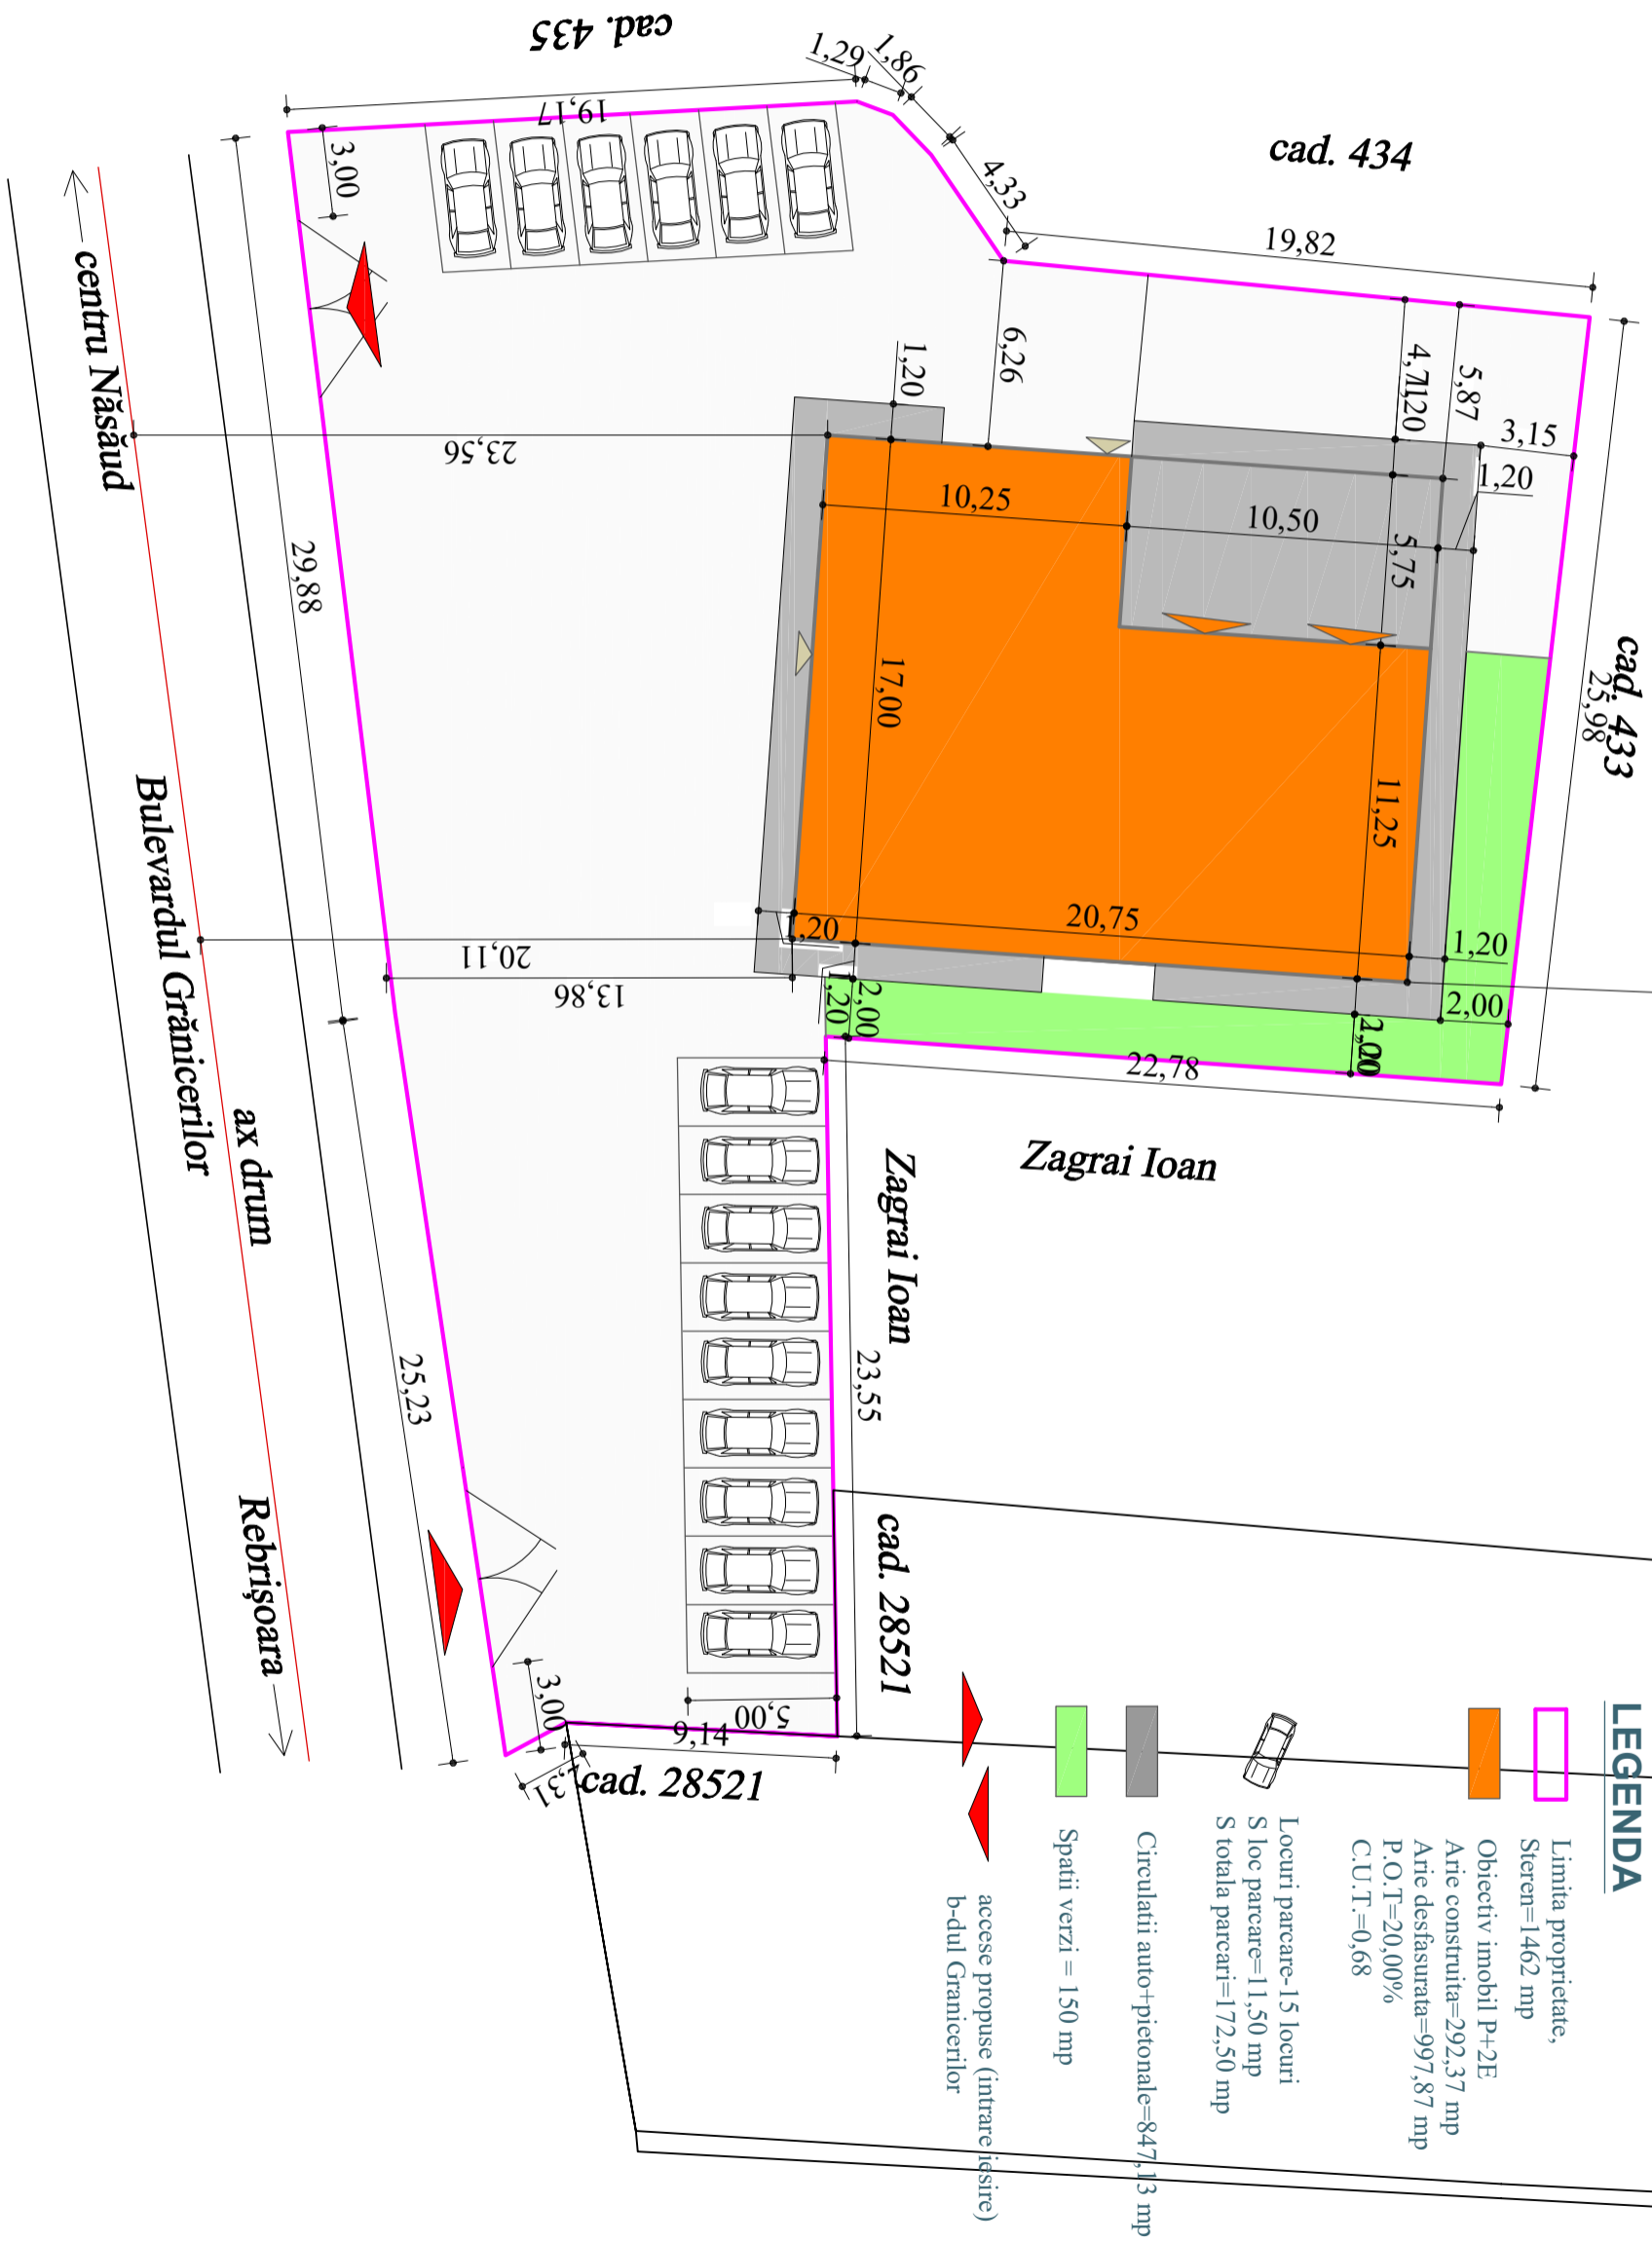 cad. 435
1,29
1,86
4,33
cad. 434
19,17
19,82
3,00
6,26
1,20
4,71
1,20
5,87
3,15
1,20
centru Năsăud
23,56
10,25
10,50
5,75
29,88
17,00
cad. 433
25,98
11,25
20,75
1,20
1,20
20,11
13,86
1,20
2,00
2,00
22,78
Bulevardul Grănicerilor
ax drum
Zagrai Ioan
Zagrai Ioan
23,55
25,23
Rebrişoara
cad. 28521
3,00
5,00
9,14
cad. 28521
LEGENDA
Limita proprietate,
Steren=1462 mp
Obiectiv imobil P+2E
Arie construita=292,37 mp
Arie desfasurata=997,87 mp
P.O.T=20,00%
C.U.T.=0,68
Locuri parcare-15 locuri
S loc parcare=11,50 mp
S totala parcari=172,50 mp
Circulatii auto+pietonale=847,13 mp
Spatii verzi = 150 mp
accese propuse (intrare iesire)
b-dul Granicerilor